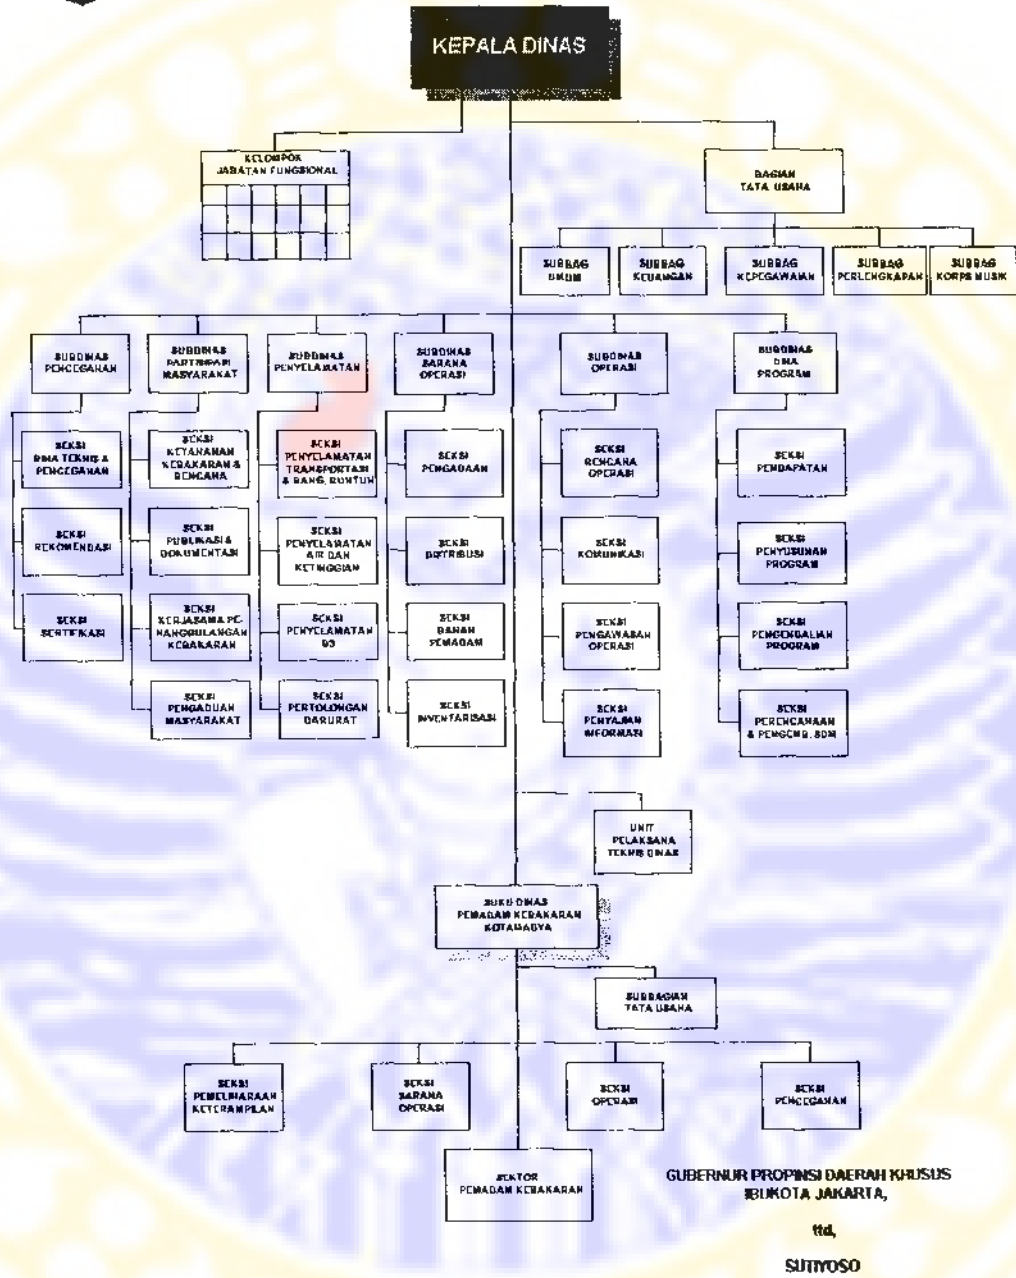 KEPALA DINAS
KELOMPOK
JABATAN FUNGSIONAL
BAGIAN
TATA USAHA
SUBBAG
UMUM
SUBBAG
KEUANGAN
SUBBAG
KEPEGAWAIAN
SUBBAG
PERLENGKAPAN
SUBBAG
KORPS MUSIK
SUBDINAS
PENCEGAHAN
SUBDINAS
PARTISIPASI
MASYARAKAT
SUBDINAS
PENYELAMATAN
SUBDINAS
SARANA
OPERASI
SUBDINAS
OPERASI
SUBDINAS
BINA
PROGRAM
SEKSI
BINA TEKNIS &
PENCEGAHAN
SEKSI
KETAHANAN
KEBAKARAN &
BENCANA
SEKSI
PENYELAMATAN
TRANSPORTASI
& BANG. RUNTUH
SEKSI
PENGADAAN
SEKSI
RENCANA
OPERASI
SEKSI
PENDAPATAN
SEKSI
REKOMENDASI
SEKSI
PUBLIKASI &
DOKUMENTASI
SEKSI
PENYELAMATAN
AIR DAN
KETINGGIAN
SEKSI
DISTRIBUSI
SEKSI
KOMUNIKASI
SEKSI
PENYUSUNAN
PROGRAM
SEKSI
SERTIFIKASI
SEKSI
KERJASAMA PE-
NANGGULANGAN
KEBAKARAN
SEKSI
PENYELAMATAN
B3
SEKSI
BAHAN
PEMADAM
SEKSI
PENGAWASAN
OPERASI
SEKSI
PENGENDALIAN
PROGRAM
SEKSI
PENGADUAN
MASYARAKAT
SEKSI
PERTOLONGAN
DARURAT
SEKSI
INVENTARISASI
SEKSI
PENYAJIAN
INFORMASI
SEKSI
PERENCANAAN
& PENGEMB. SDM
UNIT
PELAKSANA
TEKNIS DINAS
SUKU DINAS
PEMADAM KEBAKARAN
KOTAMADYA
SUBBAGIAN
TATA USAHA
SEKSI
PEMELIHARAAN
KETERAMPILAN
SEKSI
SARANA
OPERASI
SEKSI
OPERASI
SEKSI
PENCEGAHAN
SEKTOR
PEMADAM KEBAKARAN
GUBERNUR PROPINSI DAERAH KHUSUS
IBUKOTA JAKARTA,
ttd,
SUTIYOSO